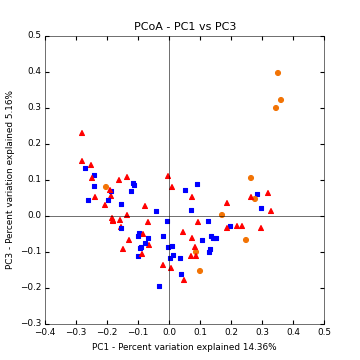 PCoA - PC1 vs PC3
0.5
0.4
0.3
0.2
0.1
0.0
−0.1
−0.2
−0.3
PC3 - Percent variation explained 5.16%
−0.4 −0.3 −0.2 −0.1 0.0 0.1 0.2 0.3 0.4 0.5
PC1 - Percent variation explained 14.36%